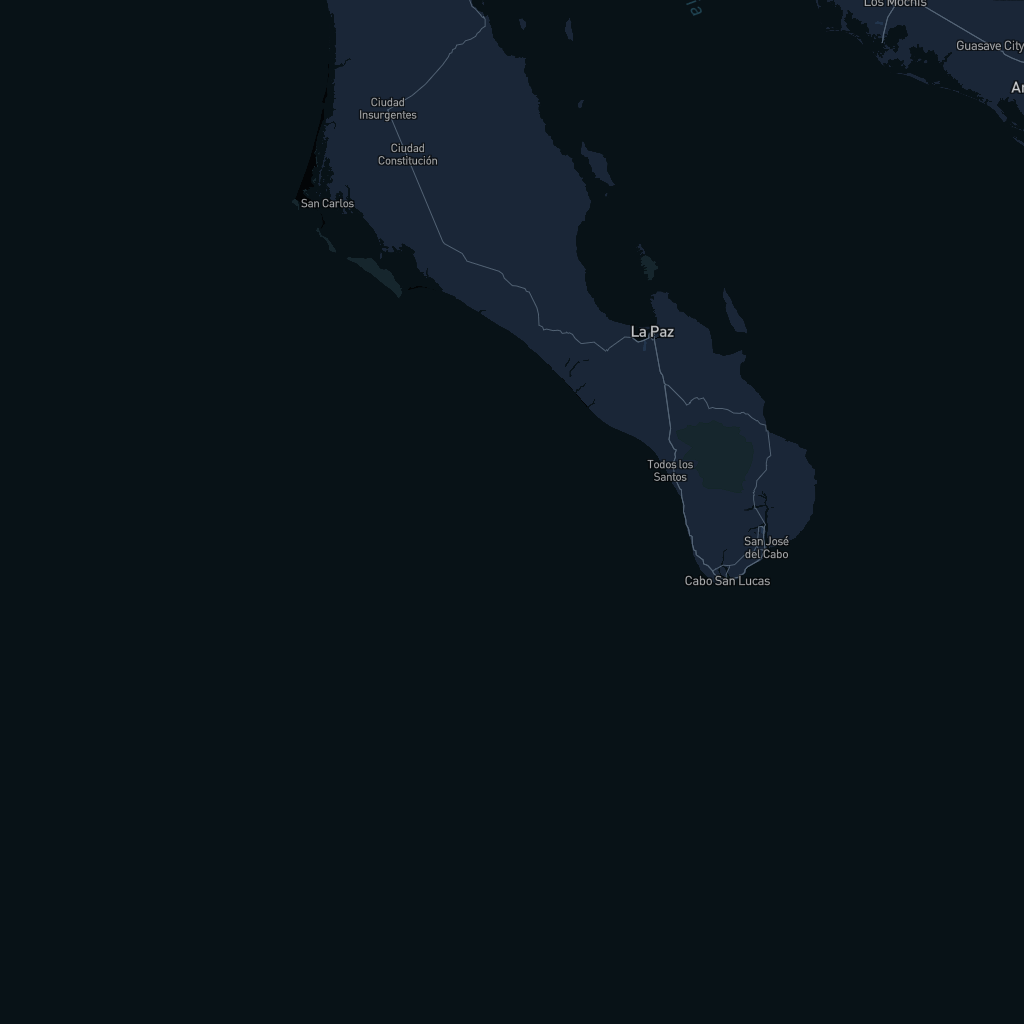 Los Mochis
Guasave City
Ciudad
Insurgentes
Ciudad
Constitución
San Carlos
La Paz
Todos los
Santos
San José
del Cabo
Cabo San Lucas